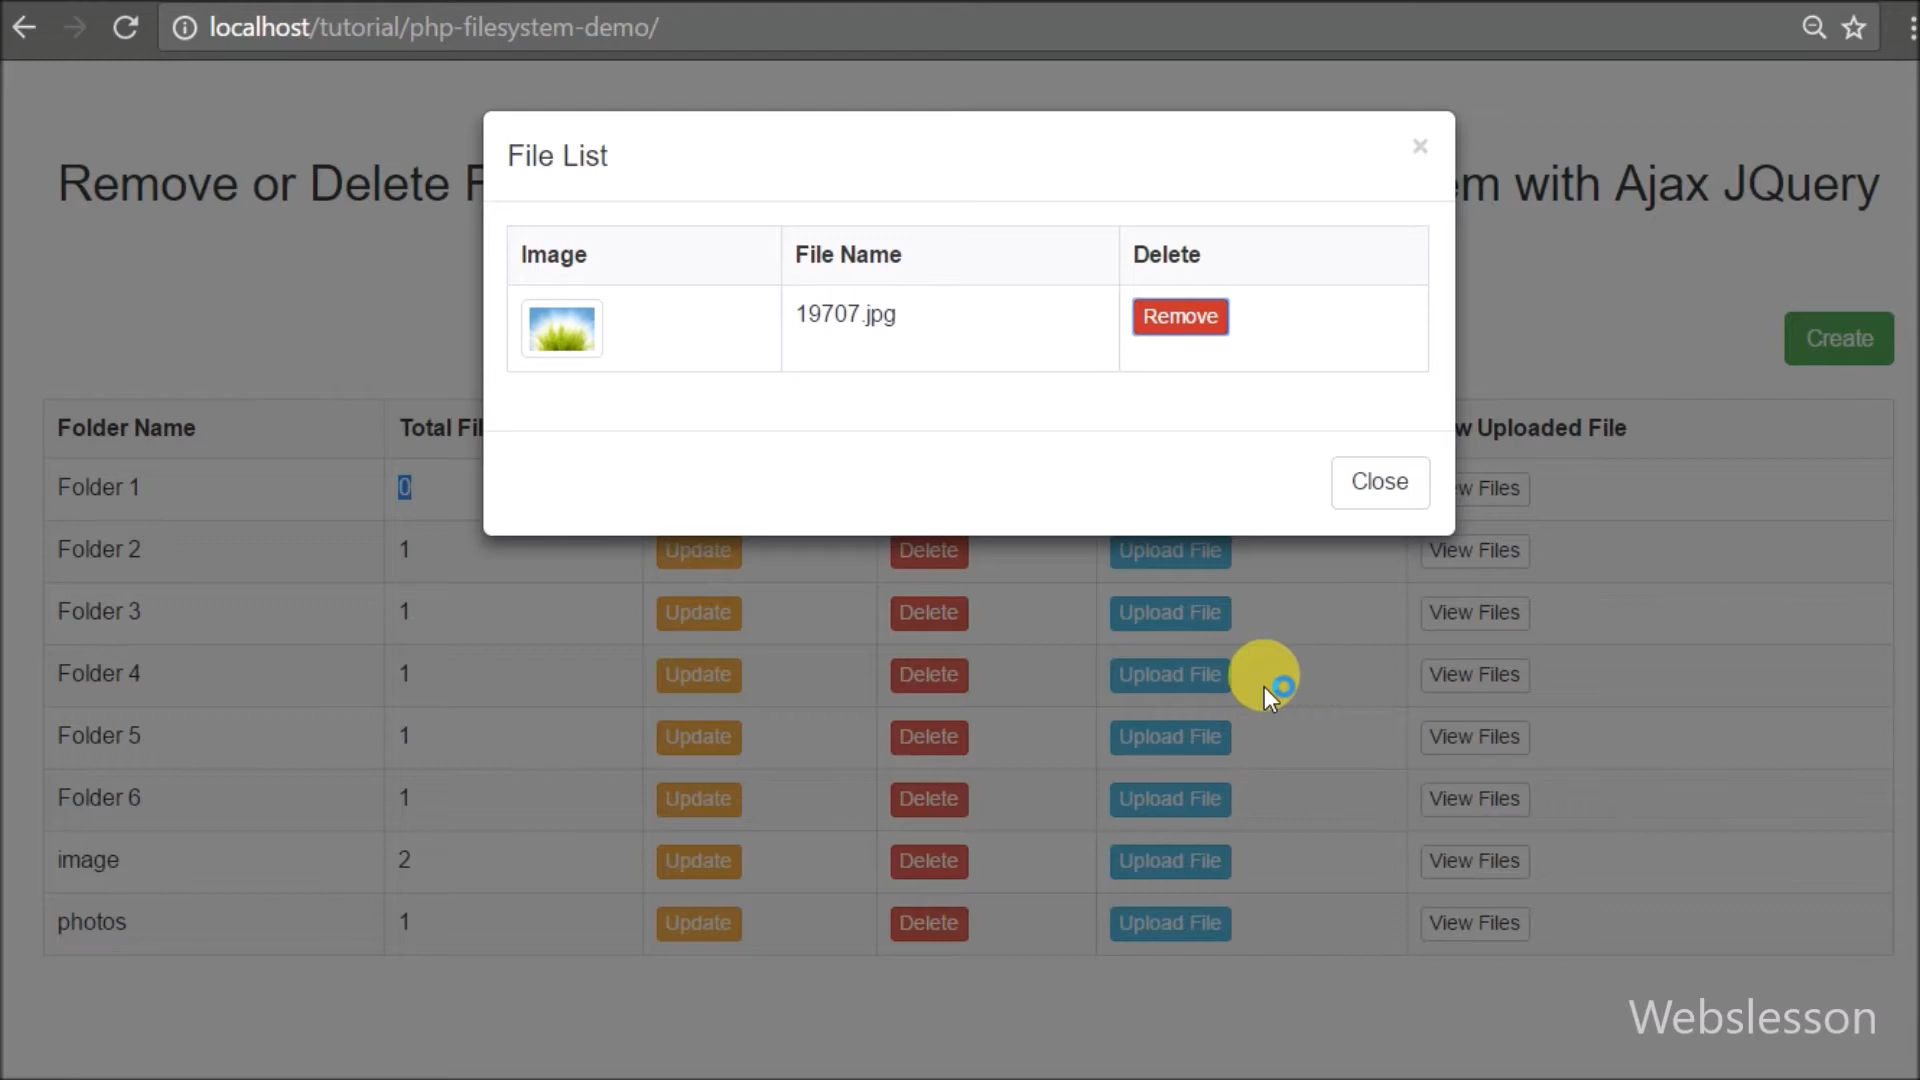 localhost/tutorial/php-filesystem-demo/
File List
×
Remove or Delete
with Ajax JQuery
Image File Name Delete
19707.jpg Remove
Create
Folder Name Total Uploaded File
Close
Folder 1 0 Files
Folder 2 1 Update Delete Upload File View Files
Folder 3 1 Update Delete Upload File View Files
Folder 4 1 Update Delete Upload File View Files
Folder 5 1 Update Delete Upload File View Files
Folder 6 1 Update Delete Upload File View Files
image 2 Update Delete Upload File View Files
photos 1 Update Delete Upload File View Files
Webslesson